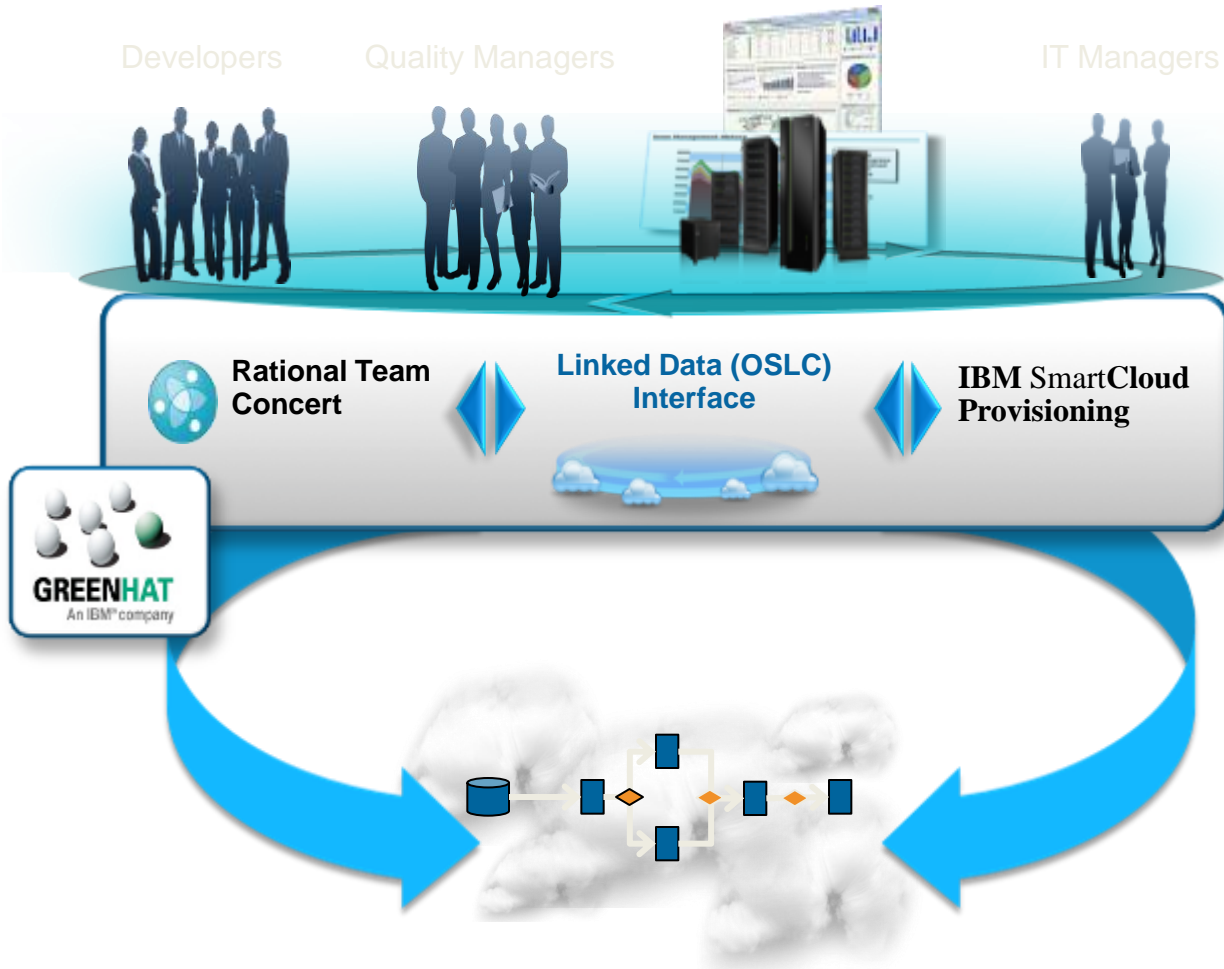 Developers
Quality Managers
IT Managers
Rational Team
Concert
Linked Data (OSLC)
Interface
IBM SmartCloud
Provisioning
GREENHAT
An IBM® company